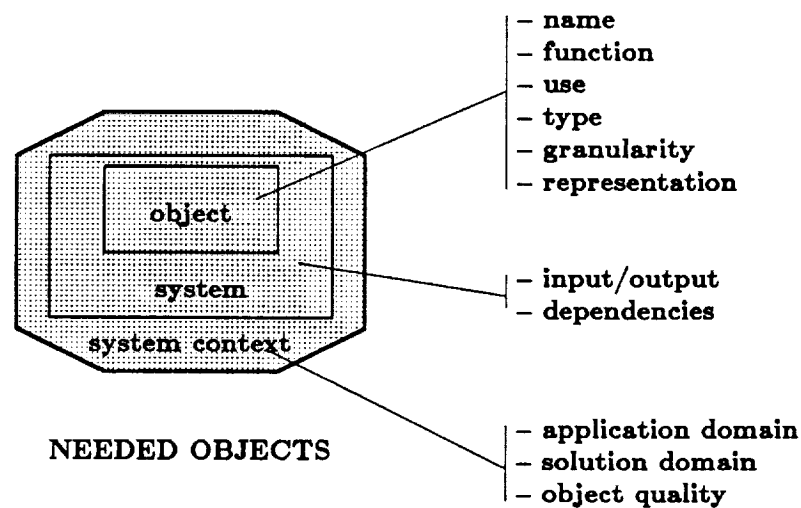 – name
– function
– use
– type
– granularity
– representation
object
system
system context
– input/output
– dependencies
NEEDED OBJECTS
– application domain
– solution domain
– object quality